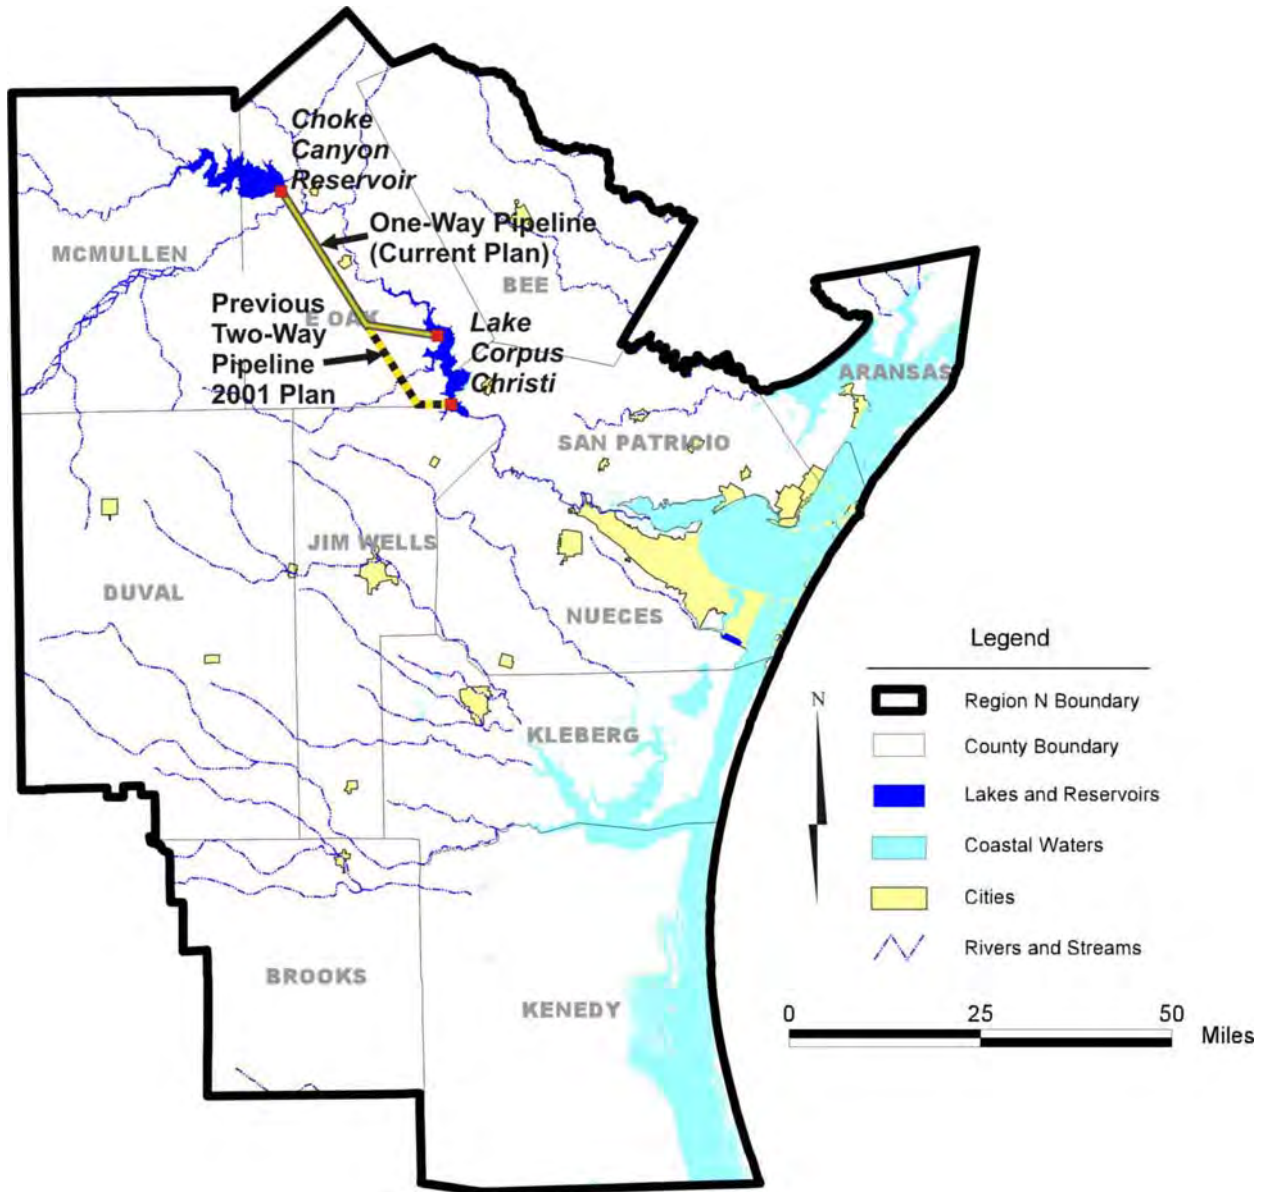 Choke
Canyon
Reservoir
One-Way Pipeline
(Current Plan)
MCMULLEN
BEE
Previous
Two-Way
Pipeline
2001 Plan
E OAK
Lake
Corpus
Christi
ARANSAS
SAN PATRICIO
JIM WELLS
DUVAL
NUECES
KLEBERG
BROOKS
KENEDY
Legend
N
Region N Boundary
County Boundary
Lakes and Reservoirs
Coastal Waters
Cities
Rivers and Streams
0 25 50
Miles